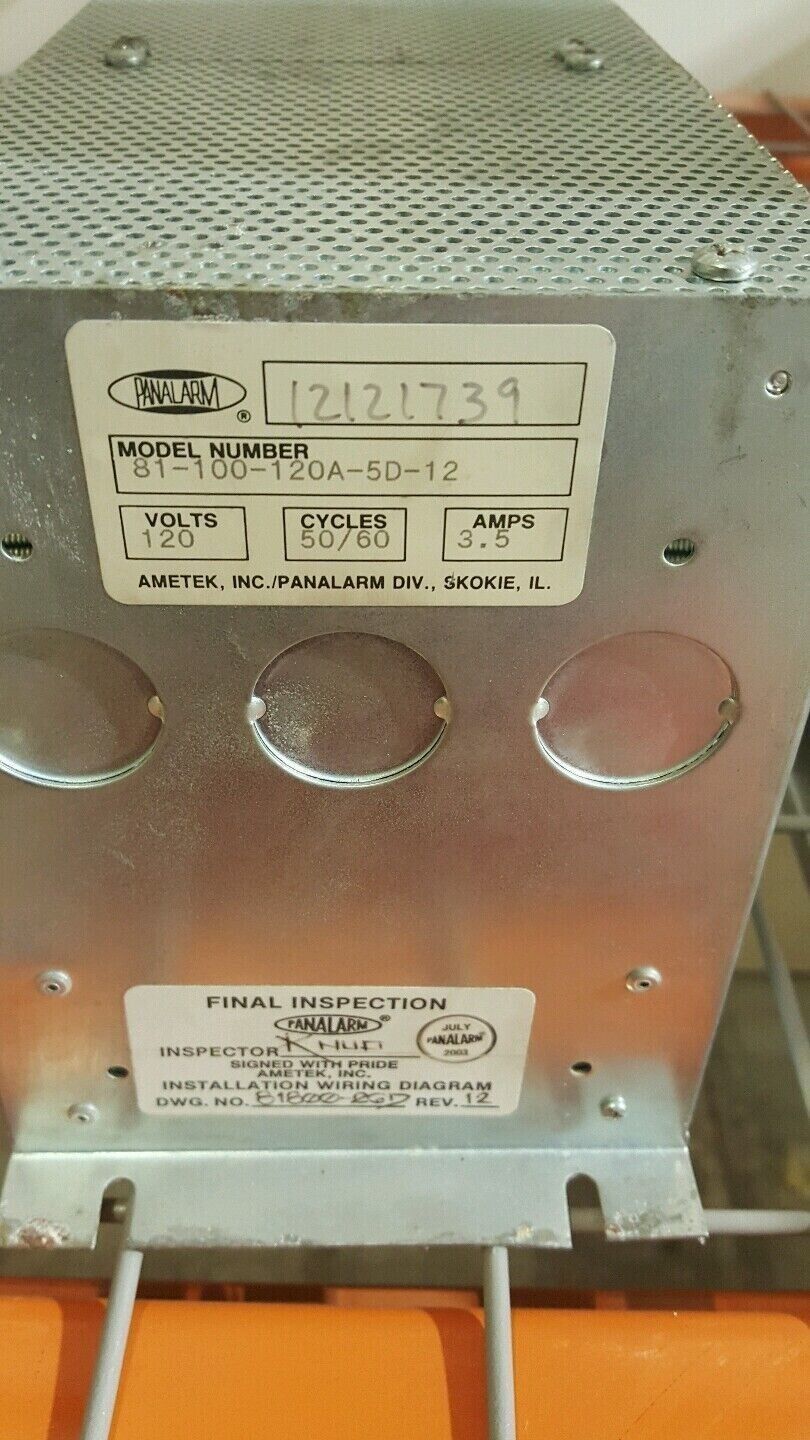 PANALARM ®
12121739
MODEL NUMBER
81-100-120A-5D-12
VOLTS
120
CYCLES
50/60
AMPS
3.5
AMETEK, INC./PANALARM DIV., SKOKIE, IL.
FINAL INSPECTION
PANALARM ®
JULY
PANALARM
2003
INSPECTOR
SIGNED WITH PRIDE
AMETEK, INC.
INSTALLATION WIRING DIAGRAM
DWG. NO. REV. 12